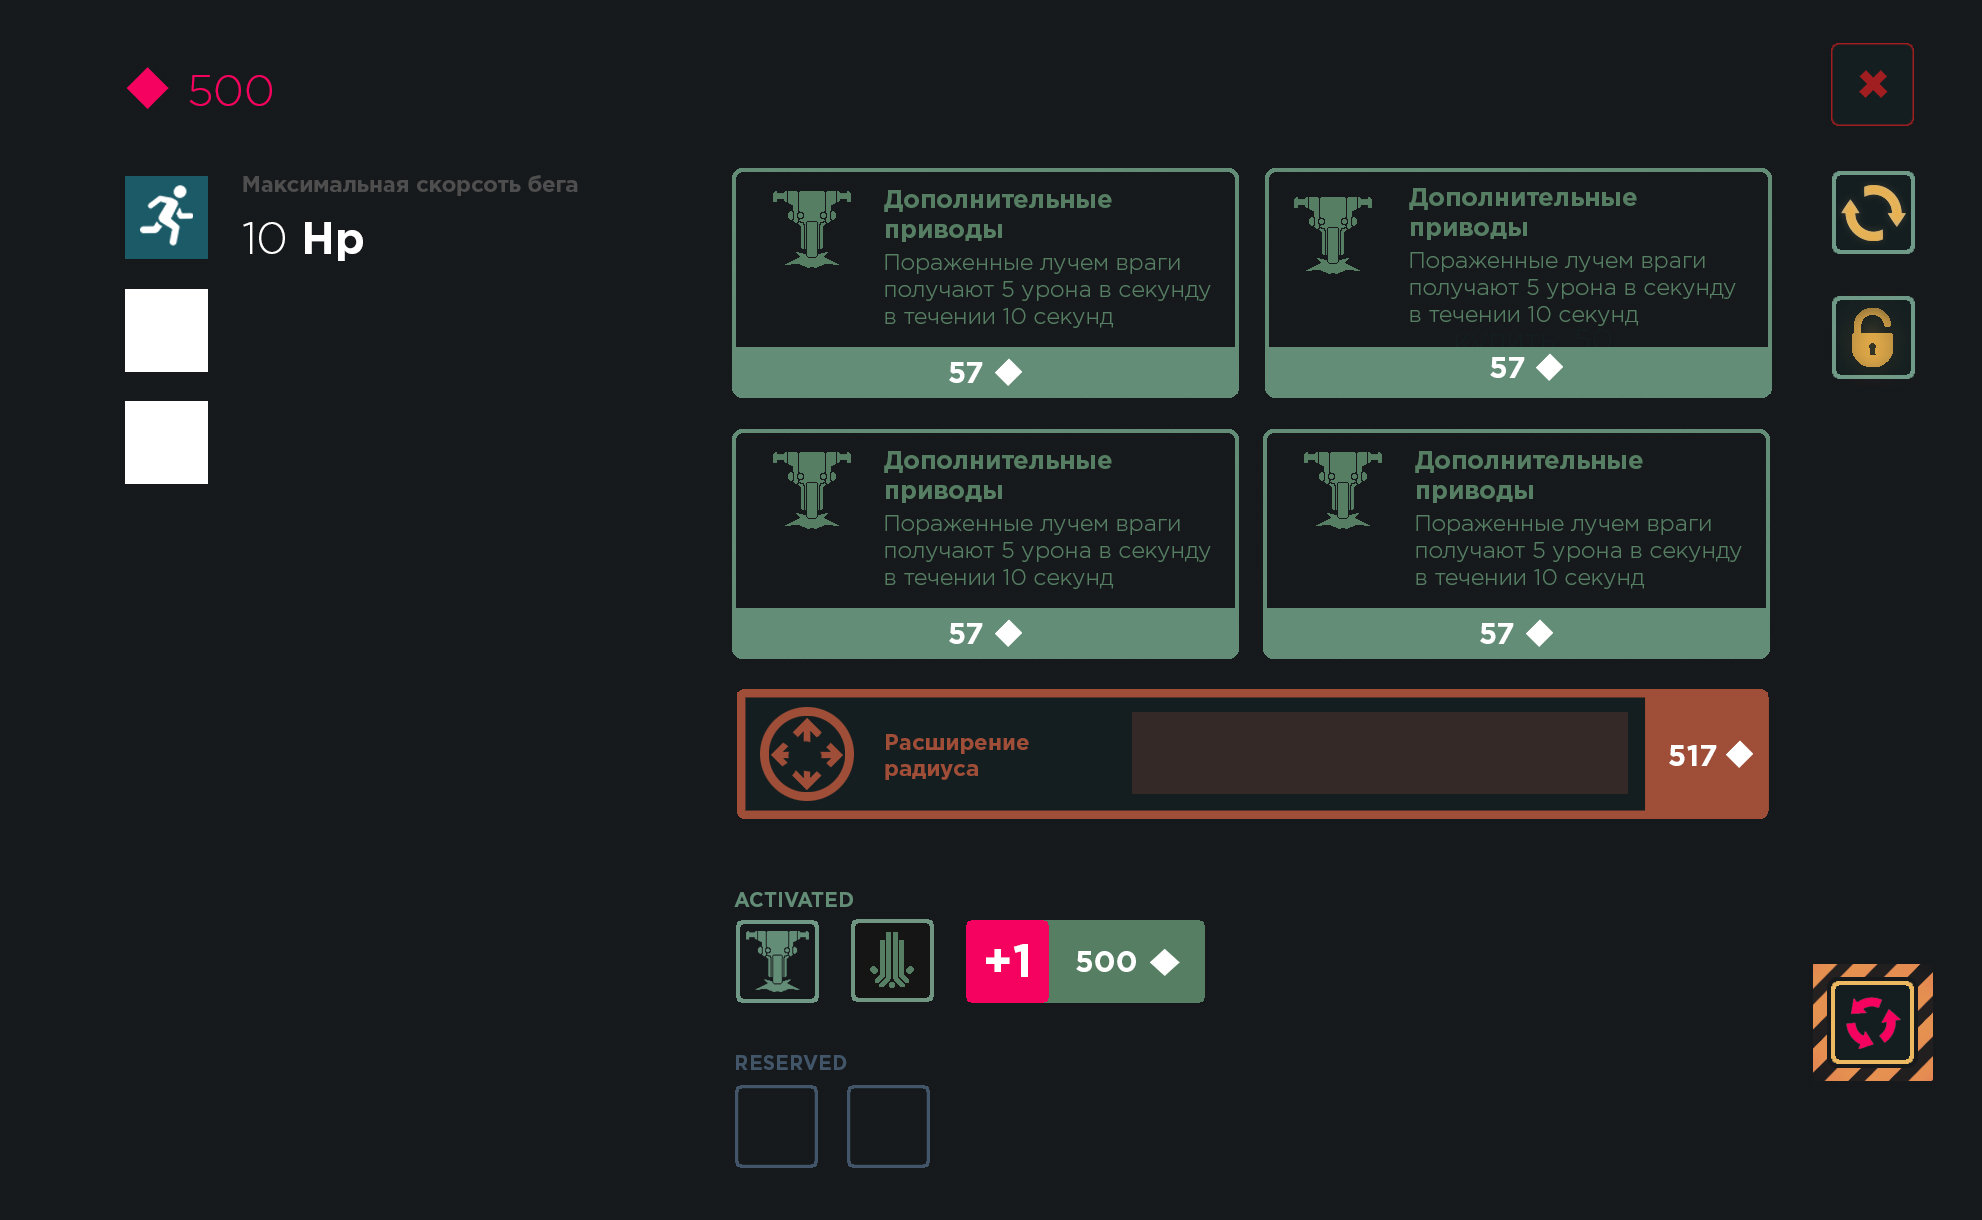 500
Максимальная скорсоть бега
10 Hp
Дополнительные
приводы
Пораженные лучем враги
получают 5 урона в секунду
в течении 10 секунд
57
Дополнительные
приводы
Пораженные лучем враги
получают 5 урона в секунду
в течении 10 секунд
57
Дополнительные
приводы
Пораженные лучем враги
получают 5 урона в секунду
в течении 10 секунд
57
Дополнительные
приводы
Пораженные лучем враги
получают 5 урона в секунду
в течении 10 секунд
57
Расширение
радиуса
517
ACTIVATED
+1 500
RESERVED